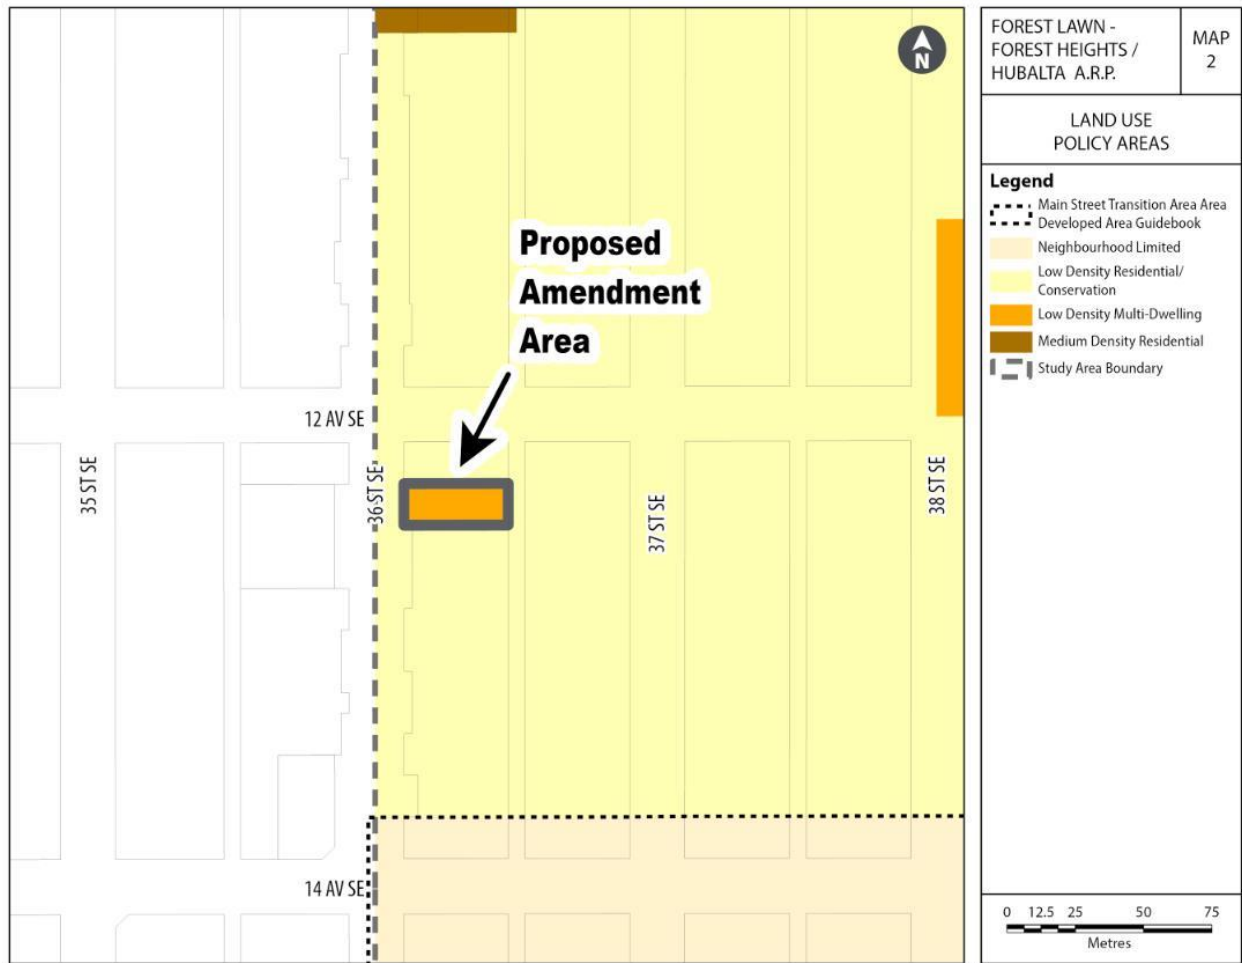 FOREST LAWN -
FOREST HEIGHTS /
HUBALTA A.R.P.
MAP
2
LAND USE
POLICY AREAS
Legend
Main Street Transition Area Area
Developed Area Guidebook
Neighbourhood Limited
Low Density Residential/
Conservation
Low Density Multi-Dwelling
Medium Density Residential
Study Area Boundary
N
Proposed
Amendment
Area
12 AV SE
35 ST SE
36 ST SE
37 ST SE
38 ST SE
14 AV SE
0 12.5 25 50 75
Metres